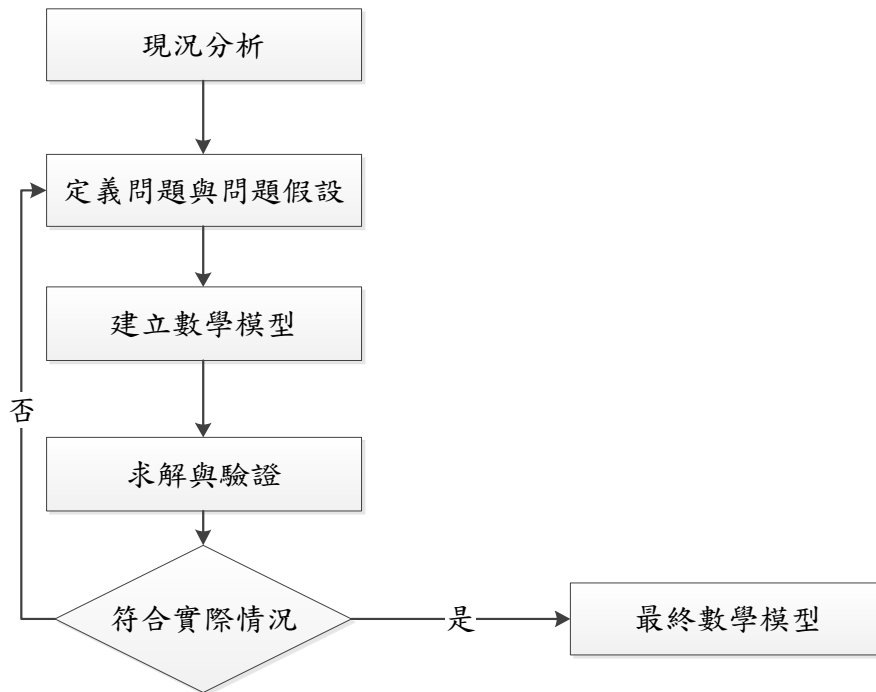 現況分析
定義問題與問題假設
建立數學模型
否
求解與驗證
符合實際情況
是
最終數學模型